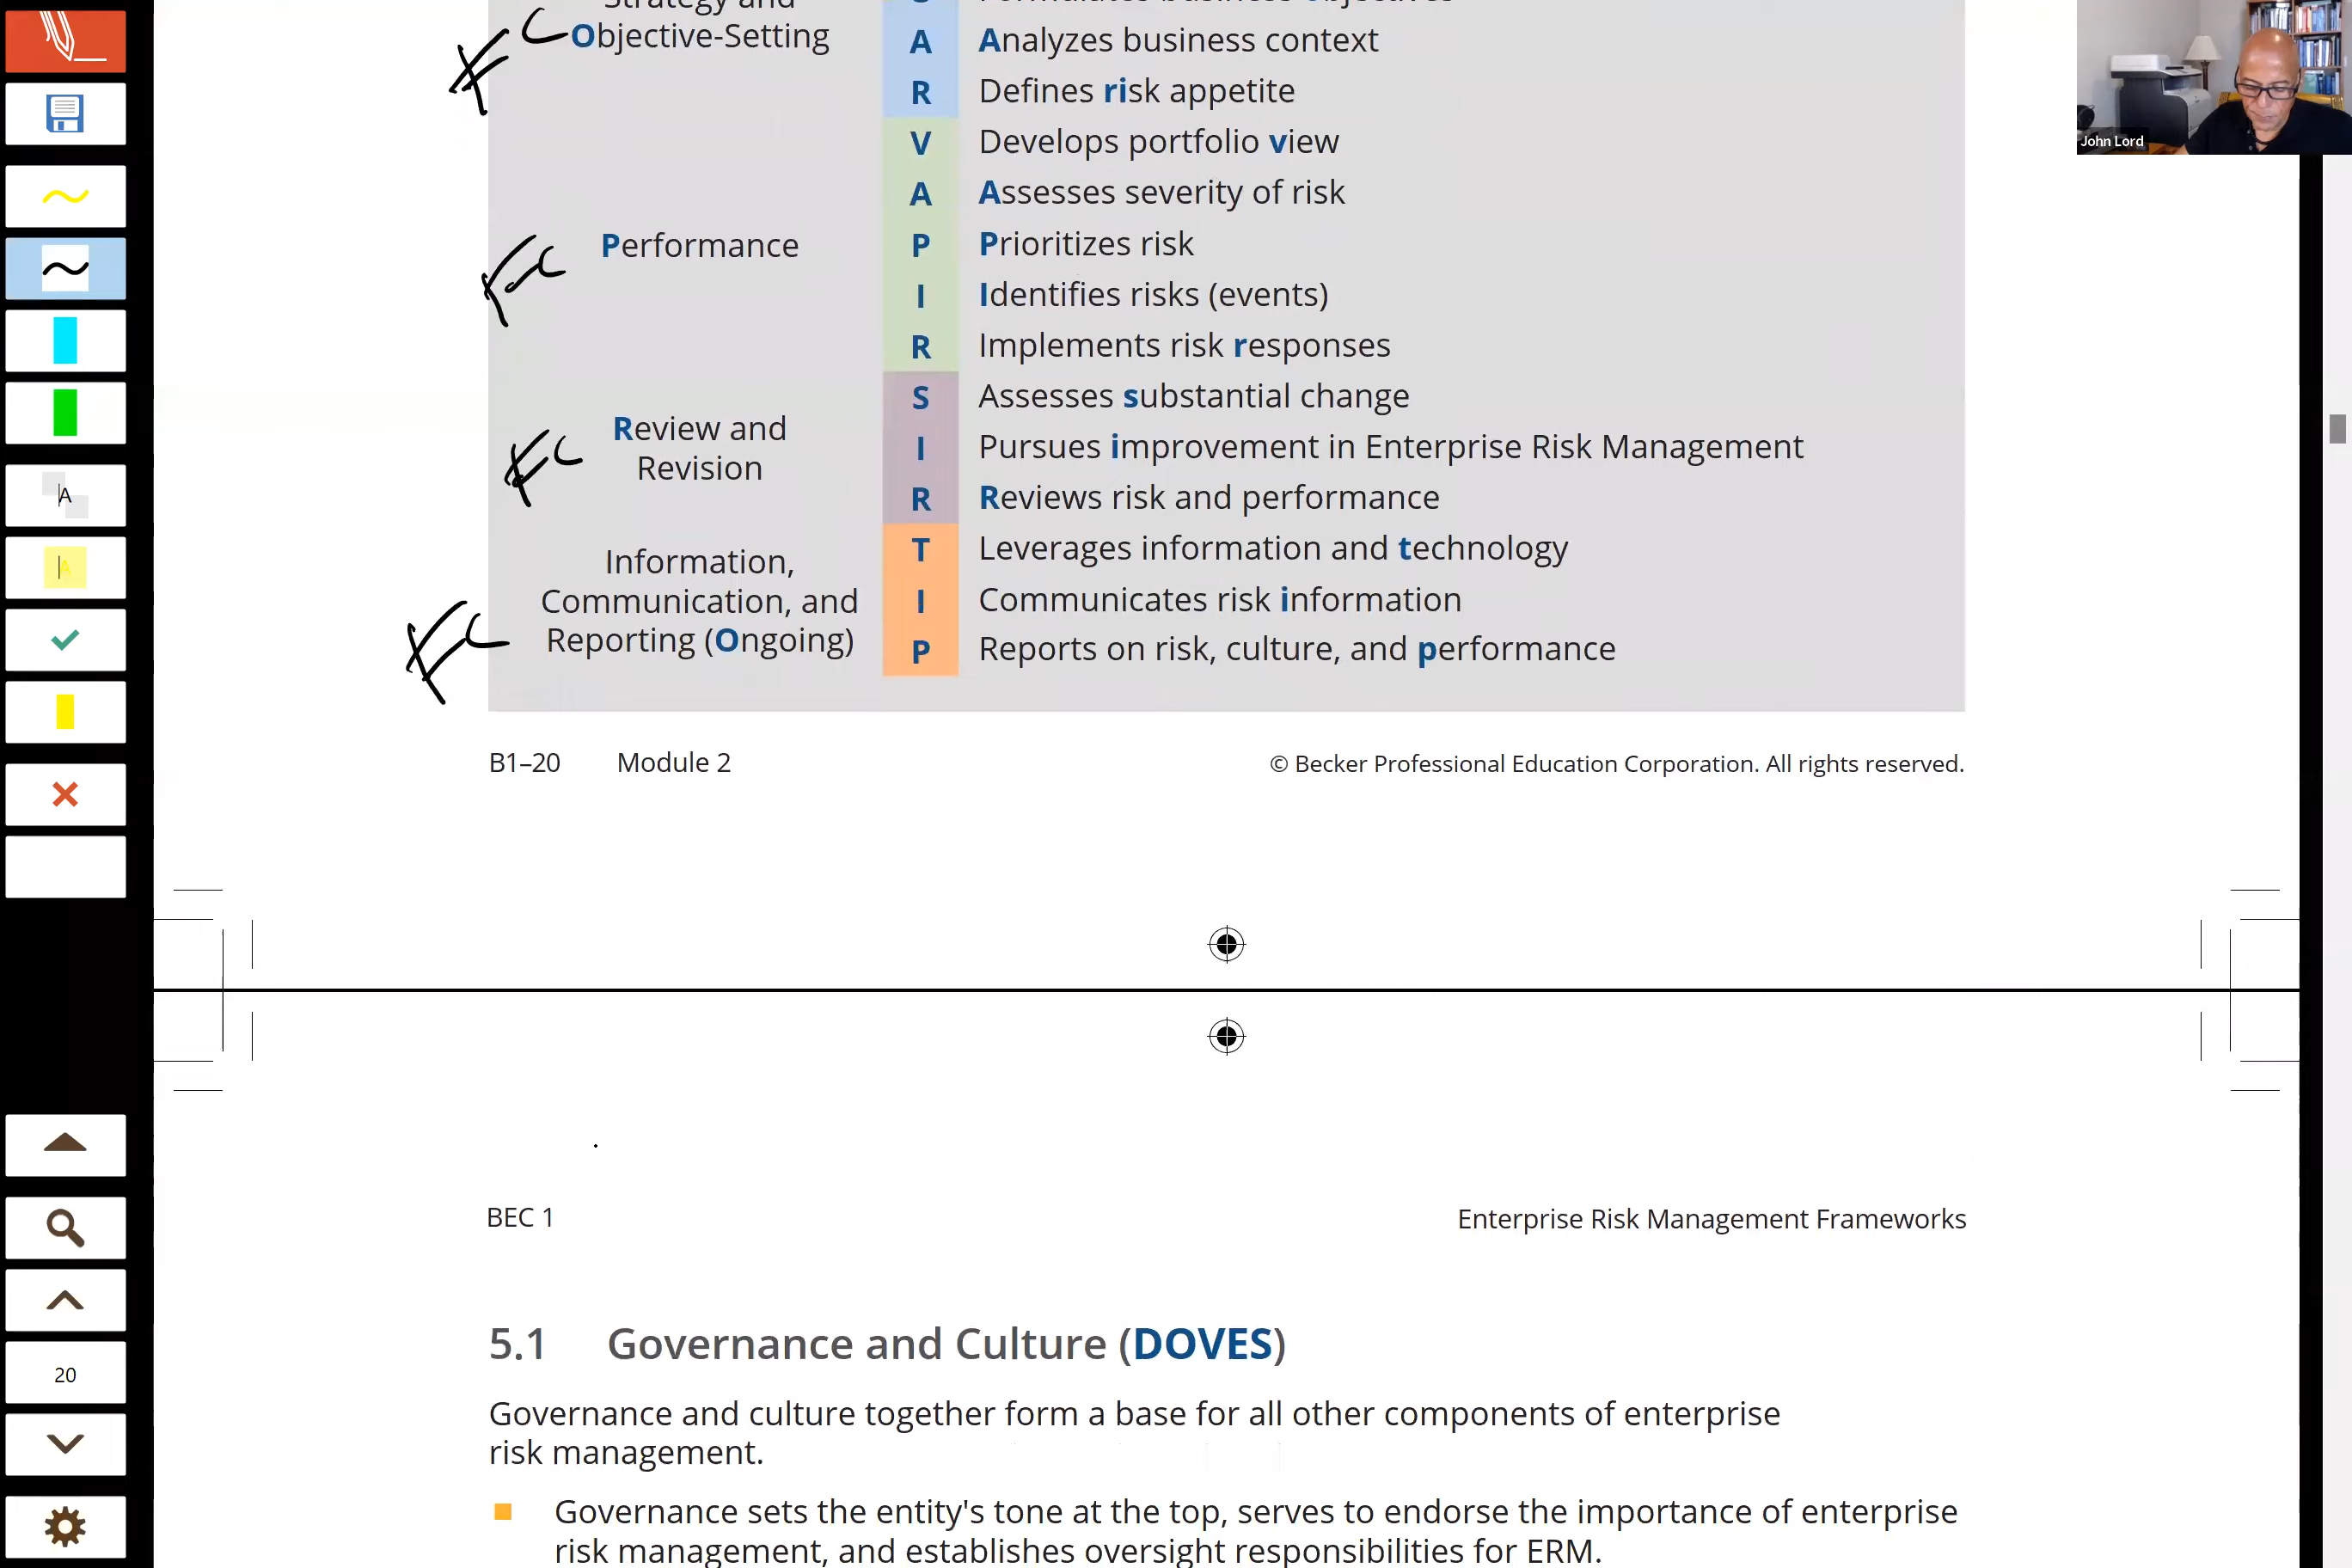 Strategy and
Objective-Setting
Formulates business objectives
A Analyzes business context
R Defines risk appetite
V Develops portfolio view
A Assesses severity of risk
Performance
P Prioritizes risk
I Identifies risks (events)
R Implements risk responses
S Assesses substantial change
Review and
Revision
I Pursues improvement in Enterprise Risk Management
R Reviews risk and performance
Information,
Communication, and
Reporting (Ongoing)
T Leverages information and technology
I Communicates risk information
P Reports on risk, culture, and performance
B1–20 Module 2 © Becker Professional Education Corporation. All rights reserved.
BEC 1 Enterprise Risk Management Frameworks
5.1 Governance and Culture (DOVES)
Governance and culture together form a base for all other components of enterprise
risk management.
Governance sets the entity's tone at the top, serves to endorse the importance of enterprise
risk management, and establishes oversight responsibilities for ERM.
John Lord
A
A
20